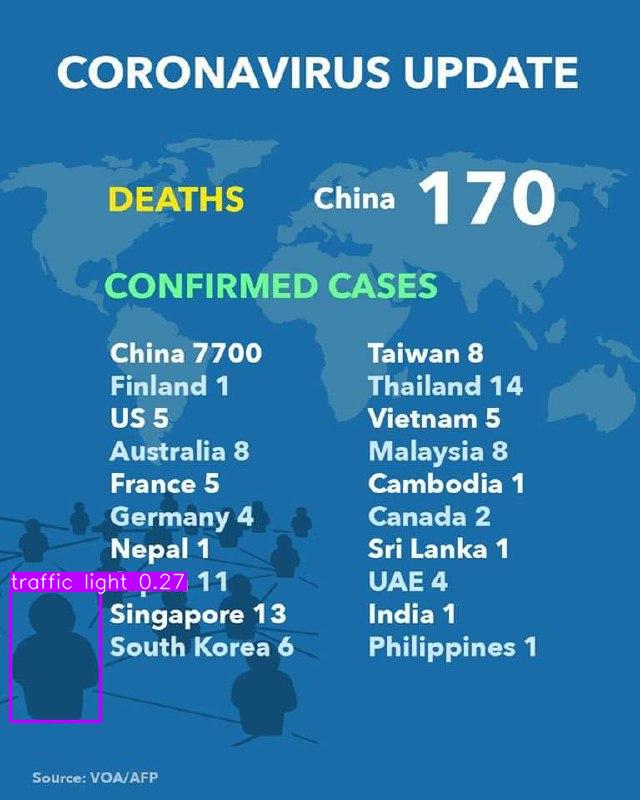 CORONAVIRUS UPDATE
DEATHS China 170
CONFIRMED CASES
China 7700
Finland 1
US 5
Australia 8
France 5
Germany 4
Nepal 1
11
Singapore 13
South Korea 6
Taiwan 8
Thailand 14
Vietnam 5
Malaysia 8
Cambodia 1
Canada 2
Sri Lanka 1
UAE 4
India 1
Philippines 1
traffic light 0.27
Source: VOA/AFP